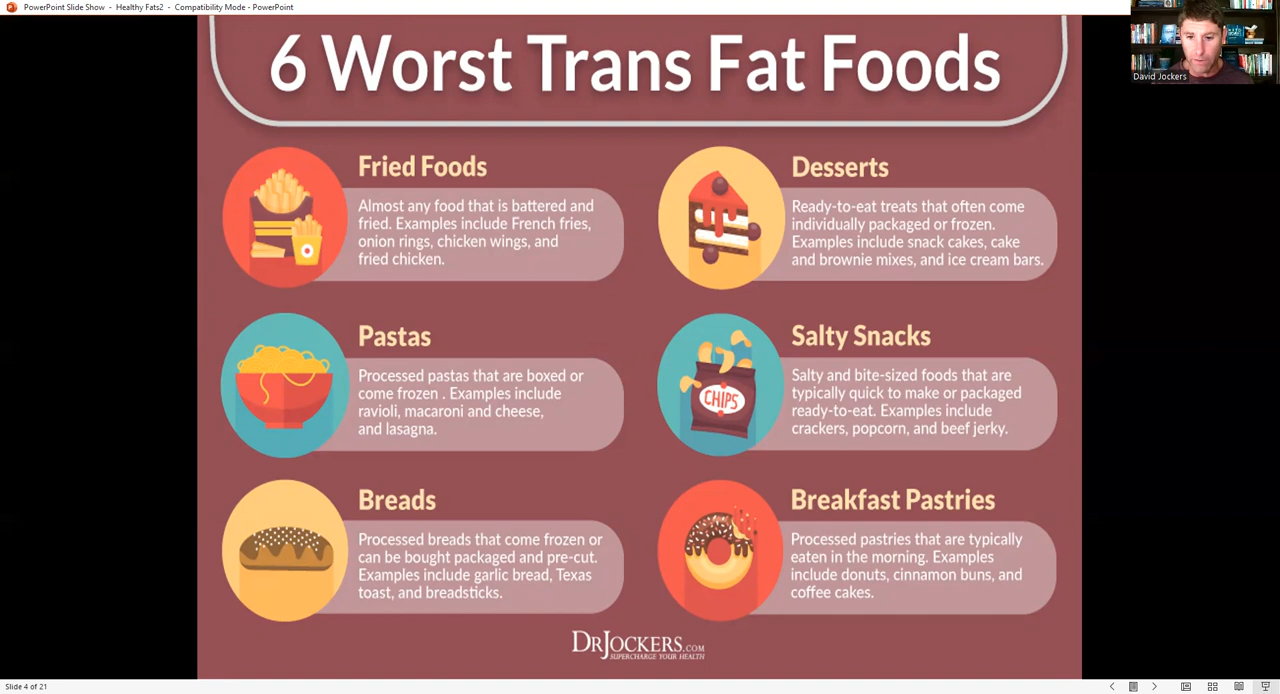 PowerPoint Slide Show - Healthy Fats2 - Compatibility Mode - PowerPoint
David Jockers
6 Worst Trans Fat Foods
Fried Foods
Almost any food that is battered and
fried. Examples include French fries,
onion rings, chicken wings, and
fried chicken.
Desserts
Ready-to-eat treats that often come
individually packaged or frozen.
Examples include snack cakes, cake
and brownie mixes, and ice cream bars.
Pastas
Processed pastas that are boxed or
come frozen . Examples include
ravioli, macaroni and cheese,
and lasagna.
CHIPS
Salty Snacks
Salty and bite-sized foods that are
typically quick to make or packaged
ready-to-eat. Examples include
crackers, popcorn, and beef jerky.
Breads
Processed breads that come frozen or
can be bought packaged and pre-cut.
Examples include garlic bread, Texas
toast, and breadsticks.
Breakfast Pastries
Processed pastries that are typically
eaten in the morning. Examples
include donuts, cinnamon buns, and
coffee cakes.
DRJOCKERS.COM
SUPERCHARGE YOUR HEALTH
Slide 4 of 21